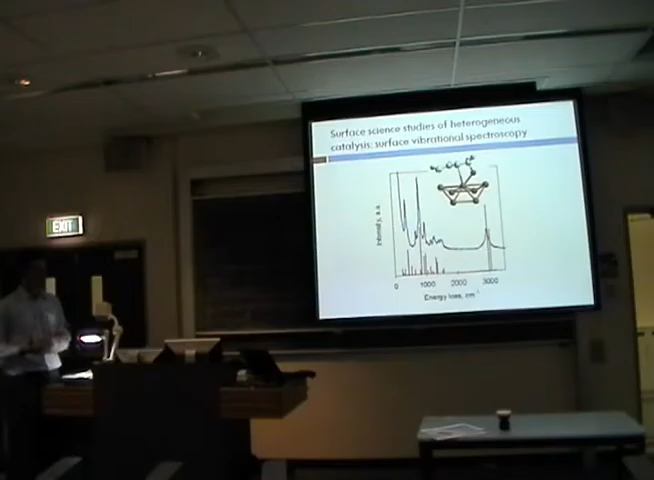 Surface science studies of heterogeneous
catalysis: surface vibrational spectroscopy
Intensity, a.u.
0 1000 2000 3000
Energy loss, cm⁻¹
EXIT